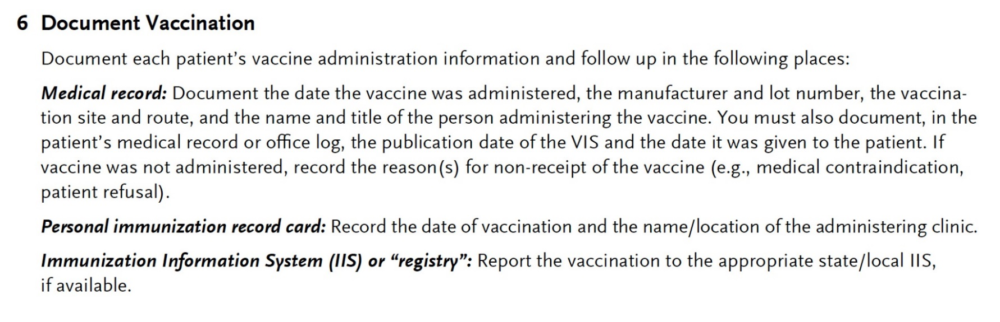 6 Document Vaccination
Document each patient’s vaccine administration information and follow up in the following places:
Medical record: Document the date the vaccine was administered, the manufacturer and lot number, the vaccina-
tion site and route, and the name and title of the person administering the vaccine. You must also document, in the
patient’s medical record or office log, the publication date of the VIS and the date it was given to the patient. If
vaccine was not administered, record the reason(s) for non-receipt of the vaccine (e.g., medical contraindication,
patient refusal).
Personal immunization record card: Record the date of vaccination and the name/location of the administering clinic.
Immunization Information System (IIS) or “registry”: Report the vaccination to the appropriate state/local IIS,
if available.